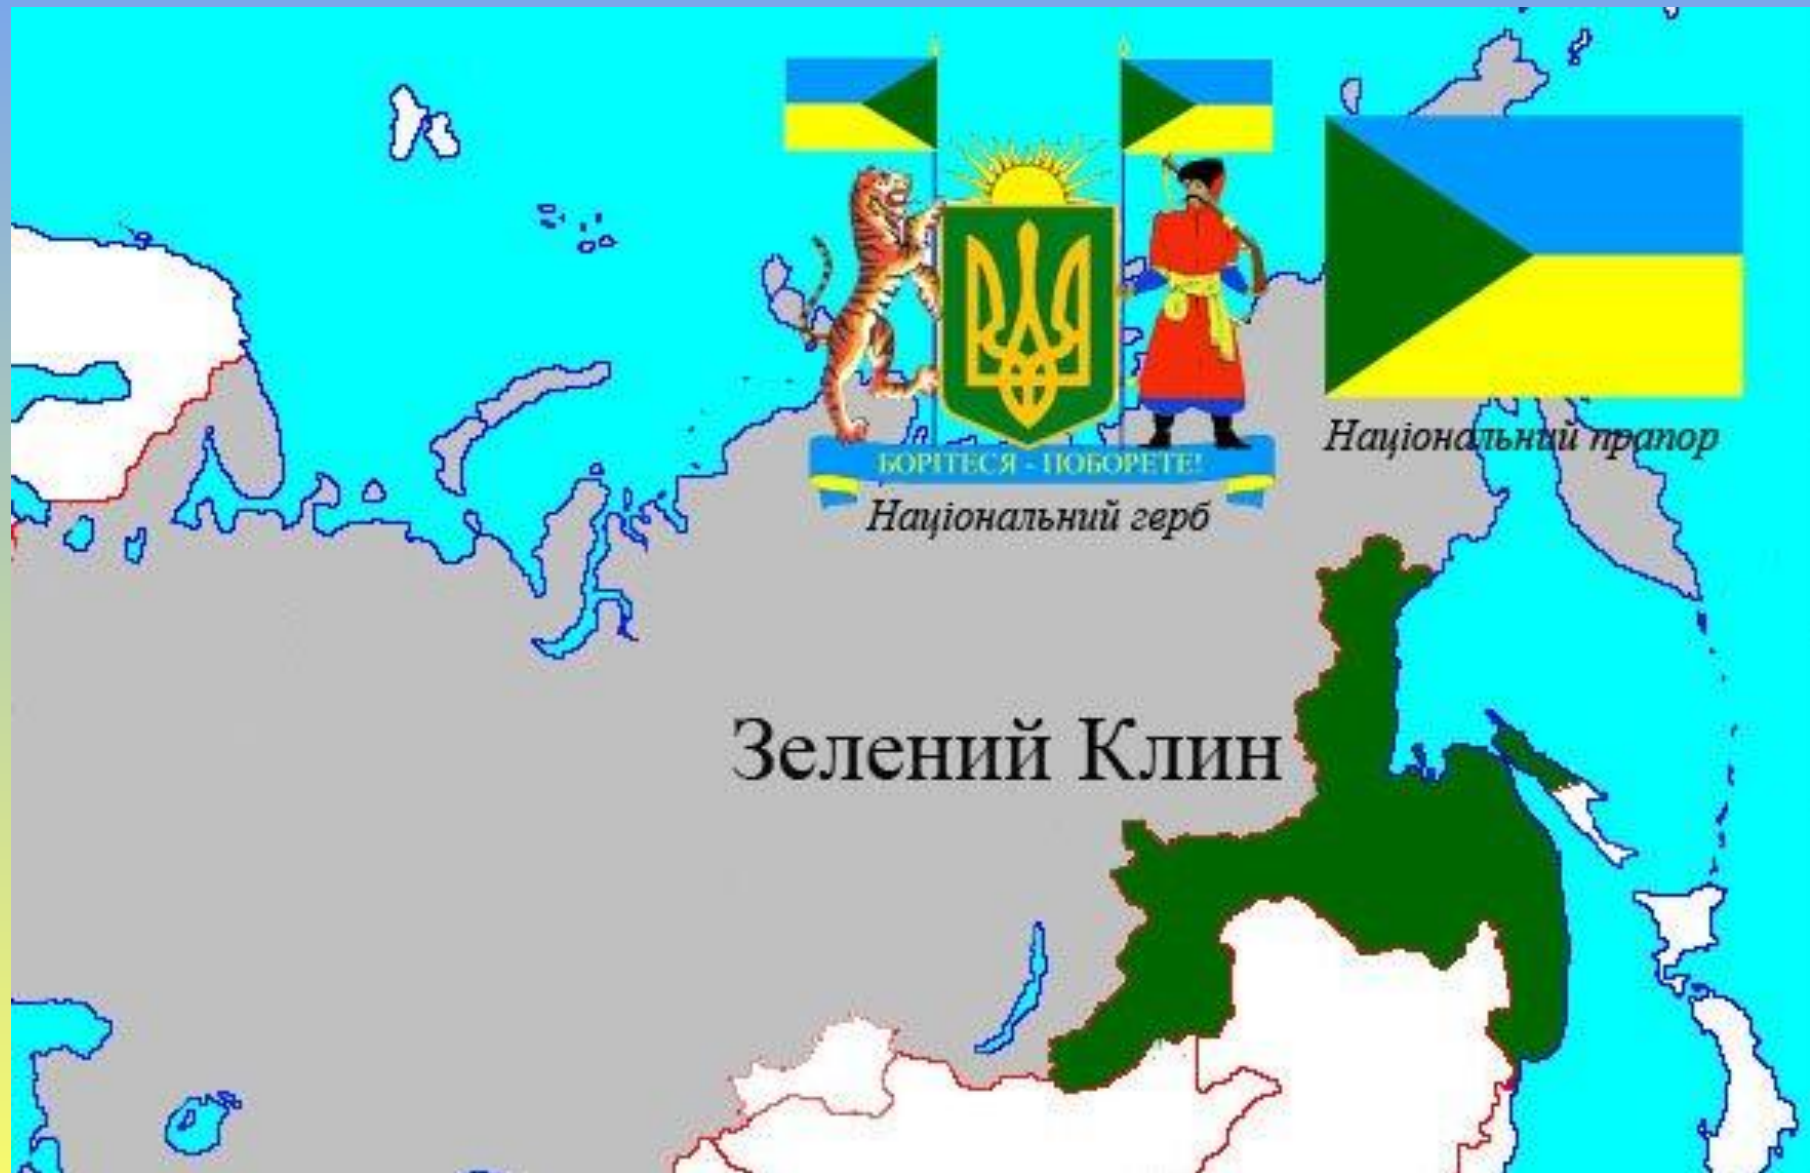 БОРІТЕСЯ - ПОБОРЕТЕ!
Національний герб
Національний прапор
Зелений Клин